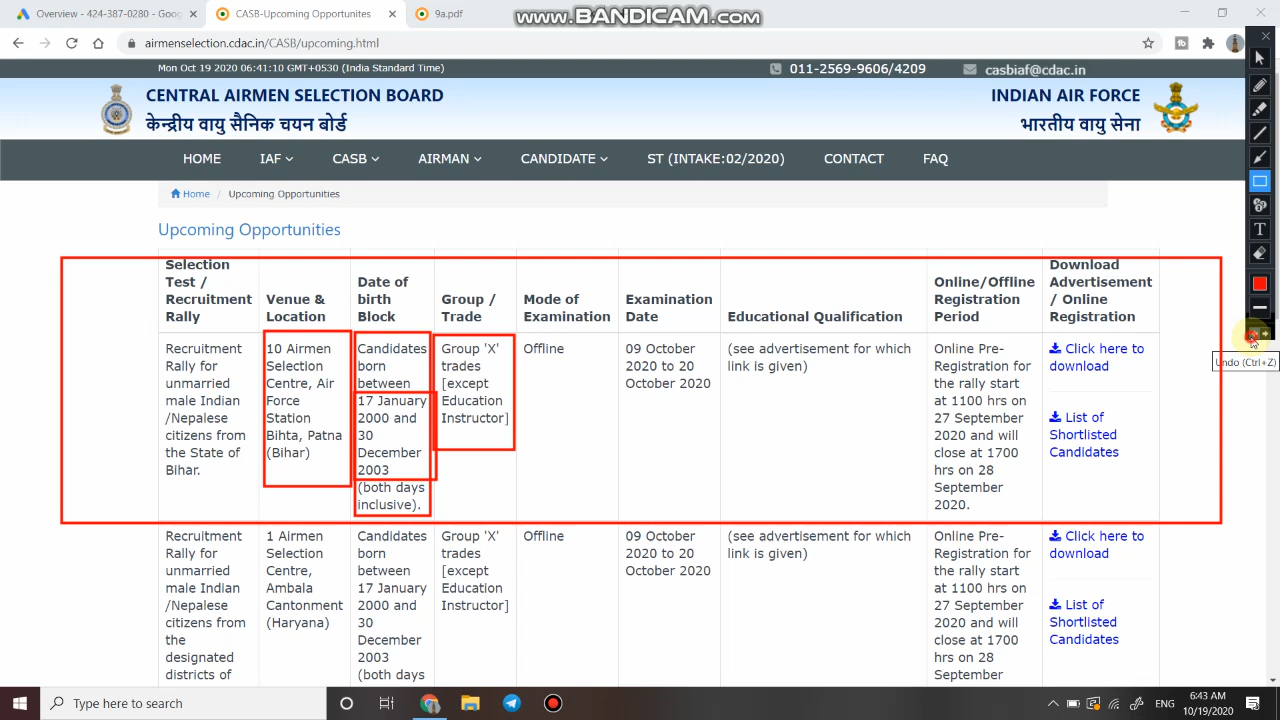 Overview - 424-387-0280 - Goog
CASB-Upcoming Opportunites
9a.pdf
www.BANDICAM.com
airmenselection.cdac.in/CASB/upcoming.html
Mon Oct 19 2020 06:41:10 GMT+0530 (India Standard Time)
011-2569-9606/4209
casbiaf@cdac.in
CENTRAL AIRMEN SELECTION BOARD
केन्द्रीय वायु सैनिक चयन बोर्ड
INDIAN AIR FORCE
भारतीय वायु सेना
HOME
IAF
CASB
AIRMAN
CANDIDATE
ST (INTAKE:02/2020)
CONTACT
FAQ
Home
Upcoming Opportunities
Upcoming Opportunities
Selection
Test /
Recruitment
Rally
Venue &
Location
Date of
birth
Block
Group /
Trade
Mode of
Examination
Examination
Date
Educational Qualification
Online/Offline
Registration
Period
Download
Advertisement
/ Online
Registration
Recruitment
Rally for
unmarried
male Indian
/Nepalese
citizens from
the State of
Bihar.
10 Airmen
Selection
Centre, Air
Force
Station
Bihta, Patna
(Bihar)
Candidates
born
between
17 January
2000 and
30
December
2003
(both days
inclusive).
Group 'X'
trades
[except
Education
Instructor]
Offline
09 October
2020 to 20
October 2020
(see advertisement for which
link is given)
Online Pre-
Registration for
the rally start
at 1100 hrs on
27 September
2020 and will
close at 1700
hrs on 28
September
2020.
Click here to
download
List of
Shortlisted
Candidates
Undo (Ctrl+Z)
Recruitment
Rally for
unmarried
male Indian
/Nepalese
citizens from
the
designated
districts of
1 Airmen
Selection
Centre,
Ambala
Cantonment
(Haryana)
Candidates
born
between
17 January
2000 and
30
December
2003
(both days
Group 'X'
trades
[except
Education
Instructor]
Offline
09 October
2020 to 20
October 2020
(see advertisement for which
link is given)
Online Pre-
Registration for
the rally start
at 1100 hrs on
27 September
2020 and will
close at 1700
hrs on 28
September
Click here to
download
List of
Shortlisted
Candidates
Type here to search
ENG
6:43 AM
10/19/2020